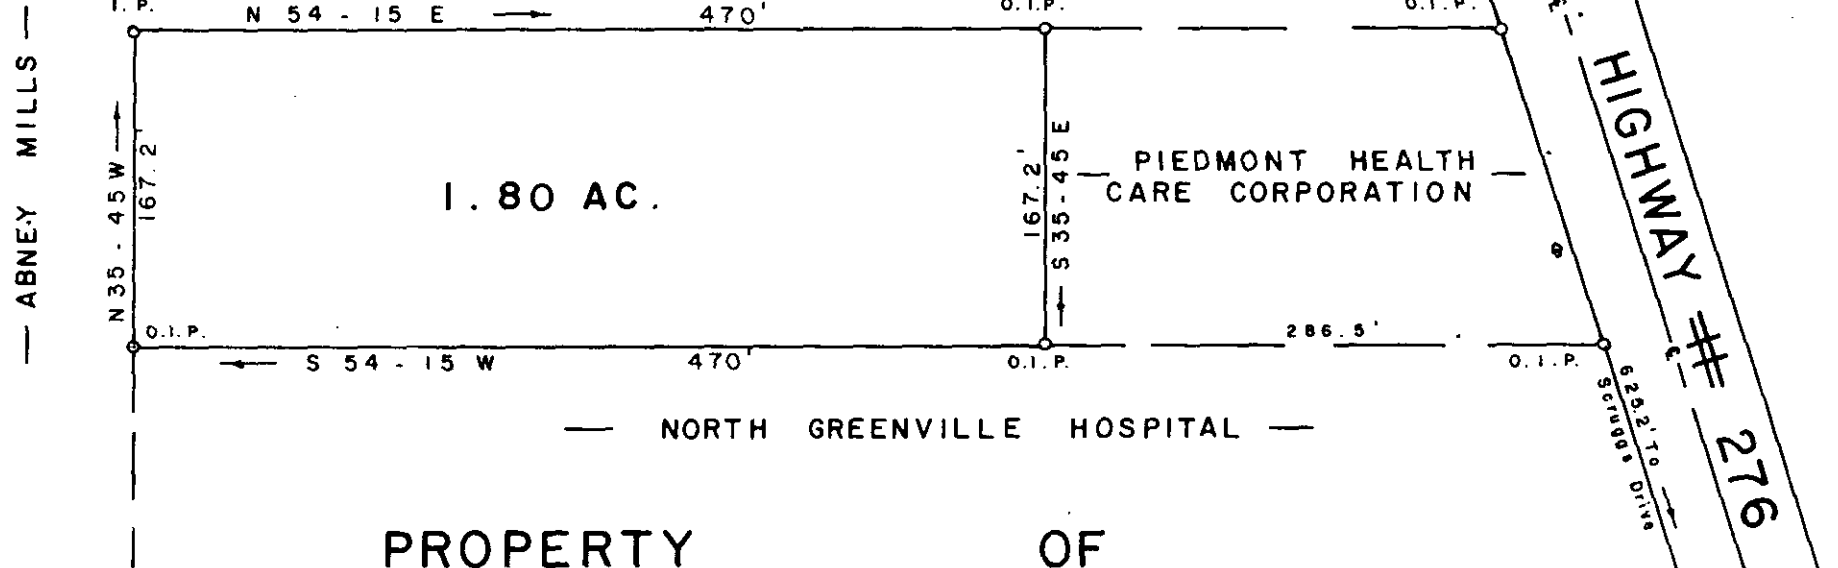 I. P.
N 54 - 15 E
470'
O.I.P.
O.I.P.
ABNEY MILLS
N 35 - 45 W
167.2'
1.80 AC.
167.2'
S 35 - 45 E
PIEDMONT HEALTH
CARE CORPORATION
HIGHWAY # 276
O.I.P.
S 54 - 15 W
470'
O.I.P.
286.5'
O.I.P.
625.2' To
Scruggs Drive
NORTH GREENVILLE HOSPITAL
PROPERTY OF